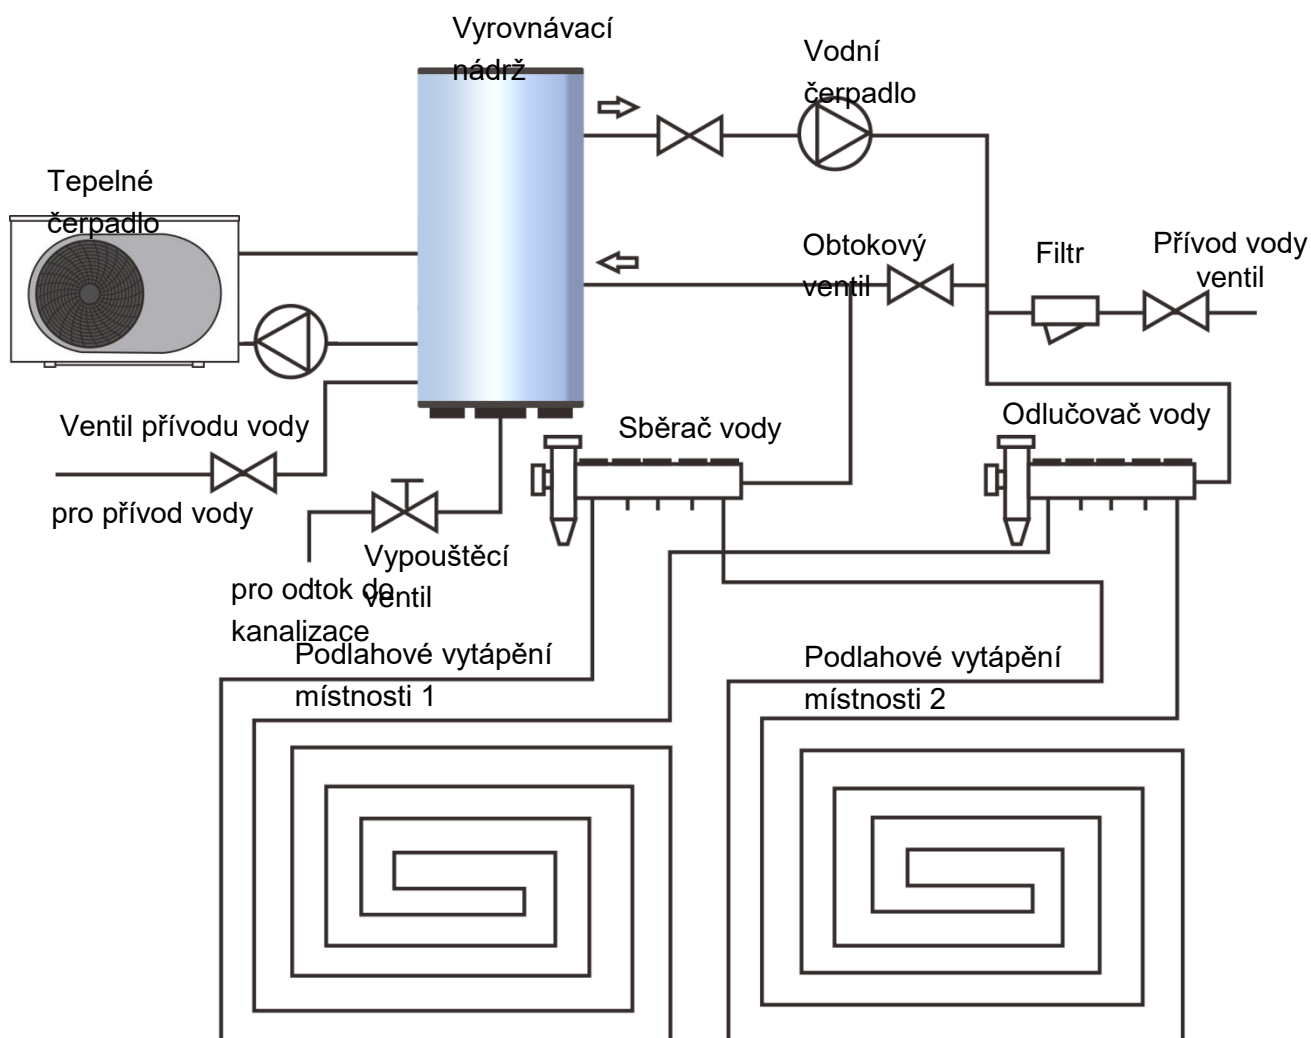 Vyrovnávací
nádrž
Vodní
čerpadlo
Tepelné
čerpadlo
Obtokový
ventil
Filtr
Přívod vody
ventil
Ventil přívodu vody
pro přívod vody
Sběrač vody
Odlučovač vody
Vypouštěcí
ventil
pro odtok do
kanalizace
Podlahové vytápění
místnosti 1
Podlahové vytápění
místnosti 2